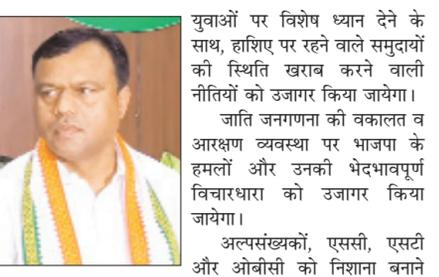 युवाओं पर विशेष ध्यान देने के
साथ, हाशिए पर रहने वाले समुदायों
की स्थिति खराब करने वाली
नीतियों को उजागर किया जायेगा।
जाति जनगणना की वकालत व
आरक्षण व्यवस्था पर भाजपा के
हमलों और उनकी भेदभावपूर्ण
विचारधारा को उजागर किया
जायेगा।
अल्पसंख्यकों, एससी, एसटी
और ओबीसी को निशाना बनाने